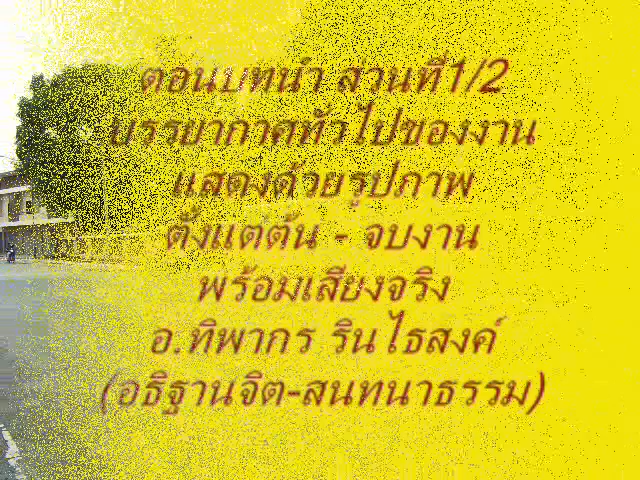 ตอนบทนำ ส่วนที่1/2
บรรยากาศทั่วไปของงาน
แสดงด้วยรูปภาพ
ตั้งแต่ต้น - จบงาน
พร้อมเสียงจริง
อ.ทิพากร รินไธสงค์
(อธิฐานจิต-สนทนาธรรม)